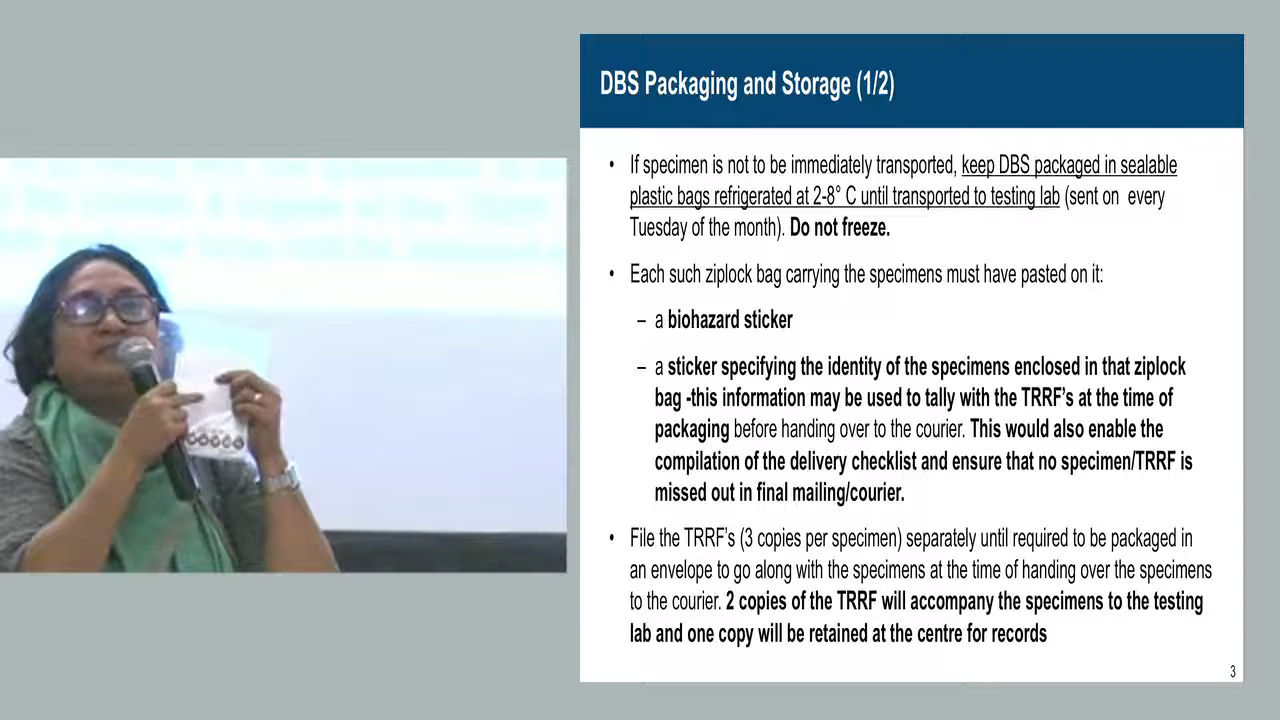 DBS Packaging and Storage (1/2)
• If specimen is not to be immediately transported, keep DBS packaged in sealable
plastic bags refrigerated at 2-8° C until transported to testing lab (sent on every
Tuesday of the month). Do not freeze.
• Each such ziplock bag carrying the specimens must have pasted on it:
– a biohazard sticker
– a sticker specifying the identity of the specimens enclosed in that ziplock
bag -this information may be used to tally with the TRRF's at the time of
packaging before handing over to the courier. This would also enable the
compilation of the delivery checklist and ensure that no specimen/TRRF is
missed out in final mailing/courier.
• File the TRRF's (3 copies per specimen) separately until required to be packaged in
an envelope to go along with the specimens at the time of handing over the specimens
to the courier. 2 copies of the TRRF will accompany the specimens to the testing
lab and one copy will be retained at the centre for records
3